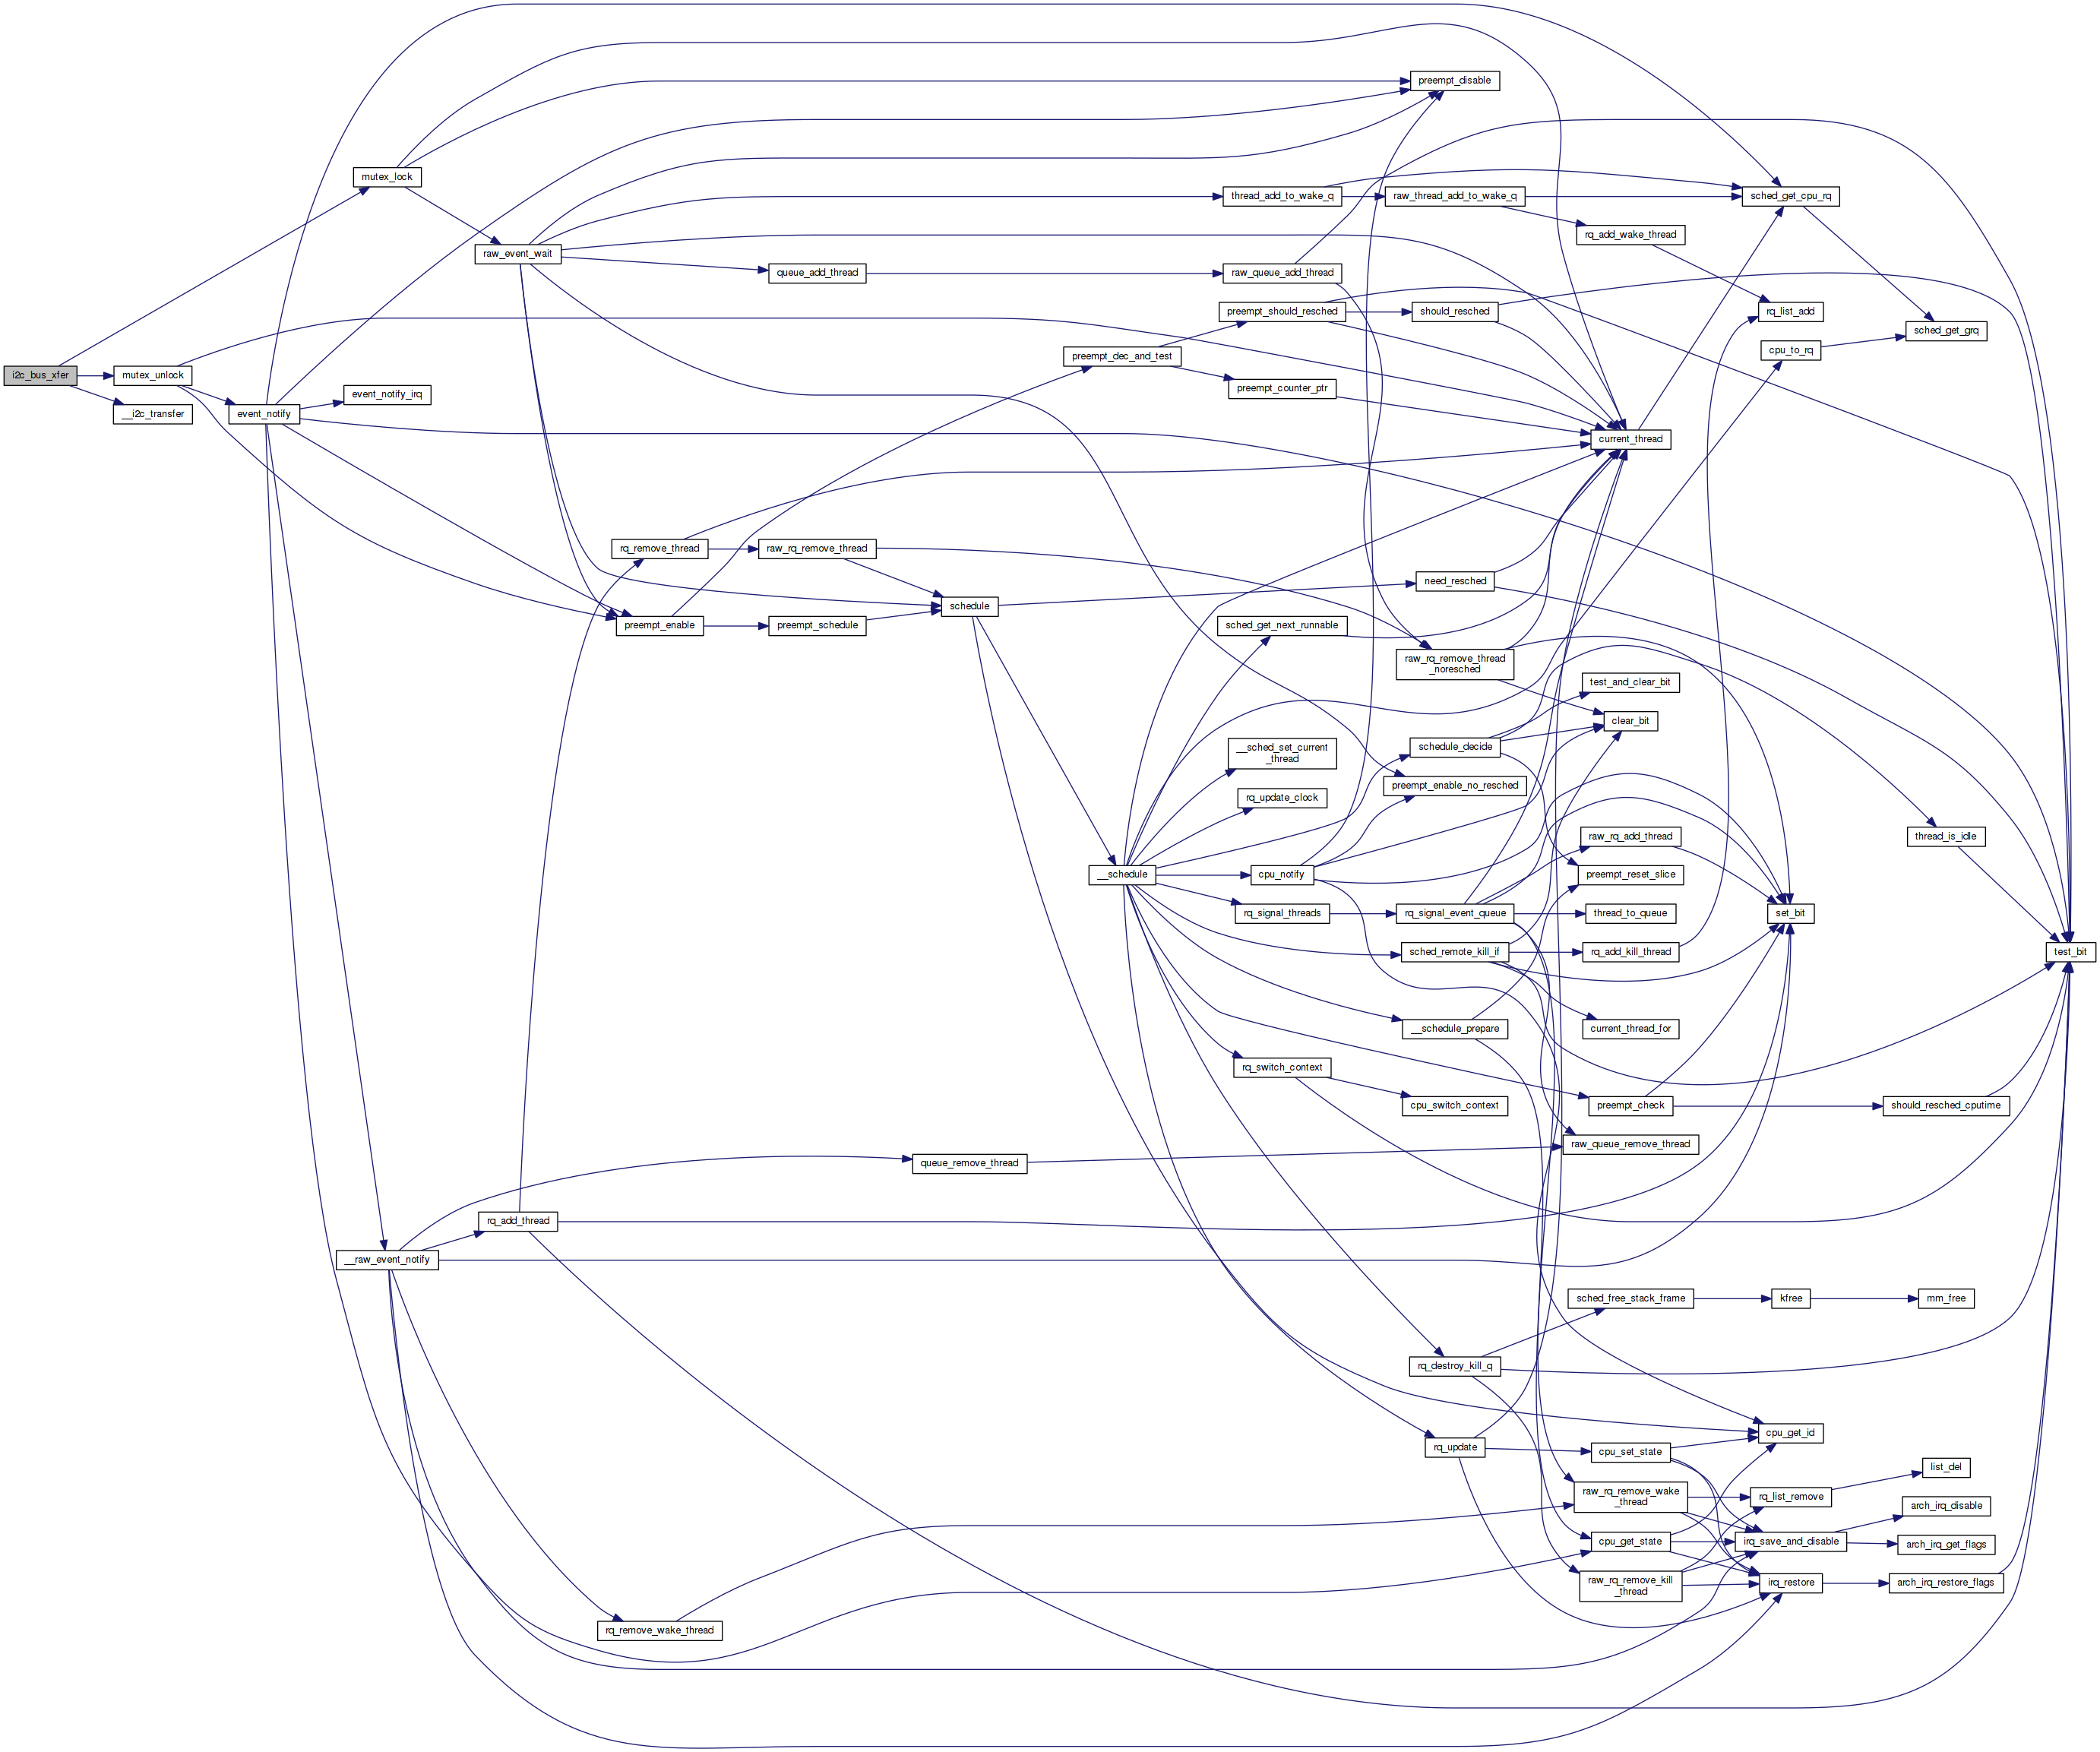 i2c_bus_xfer
mutex_lock
mutex_unlock
__i2c_transfer
event_notify
event_notify_irq
raw_event_wait
__raw_event_notify
rq_add_thread
rq_remove_thread
preempt_enable
rq_remove_wake_thread
queue_add_thread
raw_rq_remove_thread
preempt_schedule
queue_remove_thread
schedule
preempt_dec_and_test
__schedule
thread_add_to_wake_q
raw_queue_add_thread
preempt_should_resched
preempt_counter_ptr
sched_get_next_runnable
__sched_set_current
_thread
rq_update_clock
cpu_notify
rq_signal_threads
rq_switch_context
preempt_disable
raw_thread_add_to_wake_q
should_resched
need_resched
raw_rq_remove_thread
_noresched
schedule_decide
preempt_enable_no_resched
rq_signal_event_queue
sched_remote_kill_if
__schedule_prepare
cpu_switch_context
rq_destroy_kill_q
rq_update
rq_add_wake_thread
current_thread
test_and_clear_bit
clear_bit
raw_rq_add_thread
preempt_reset_slice
thread_to_queue
rq_add_kill_thread
current_thread_for
preempt_check
raw_queue_remove_thread
sched_free_stack_frame
cpu_set_state
raw_rq_remove_wake
_thread
cpu_get_state
raw_rq_remove_kill
_thread
sched_get_cpu_rq
rq_list_add
cpu_to_rq
set_bit
kfree
cpu_get_id
rq_list_remove
irq_save_and_disable
irq_restore
sched_get_grq
thread_is_idle
should_resched_cputime
mm_free
list_del
arch_irq_disable
arch_irq_get_flags
arch_irq_restore_flags
test_bit